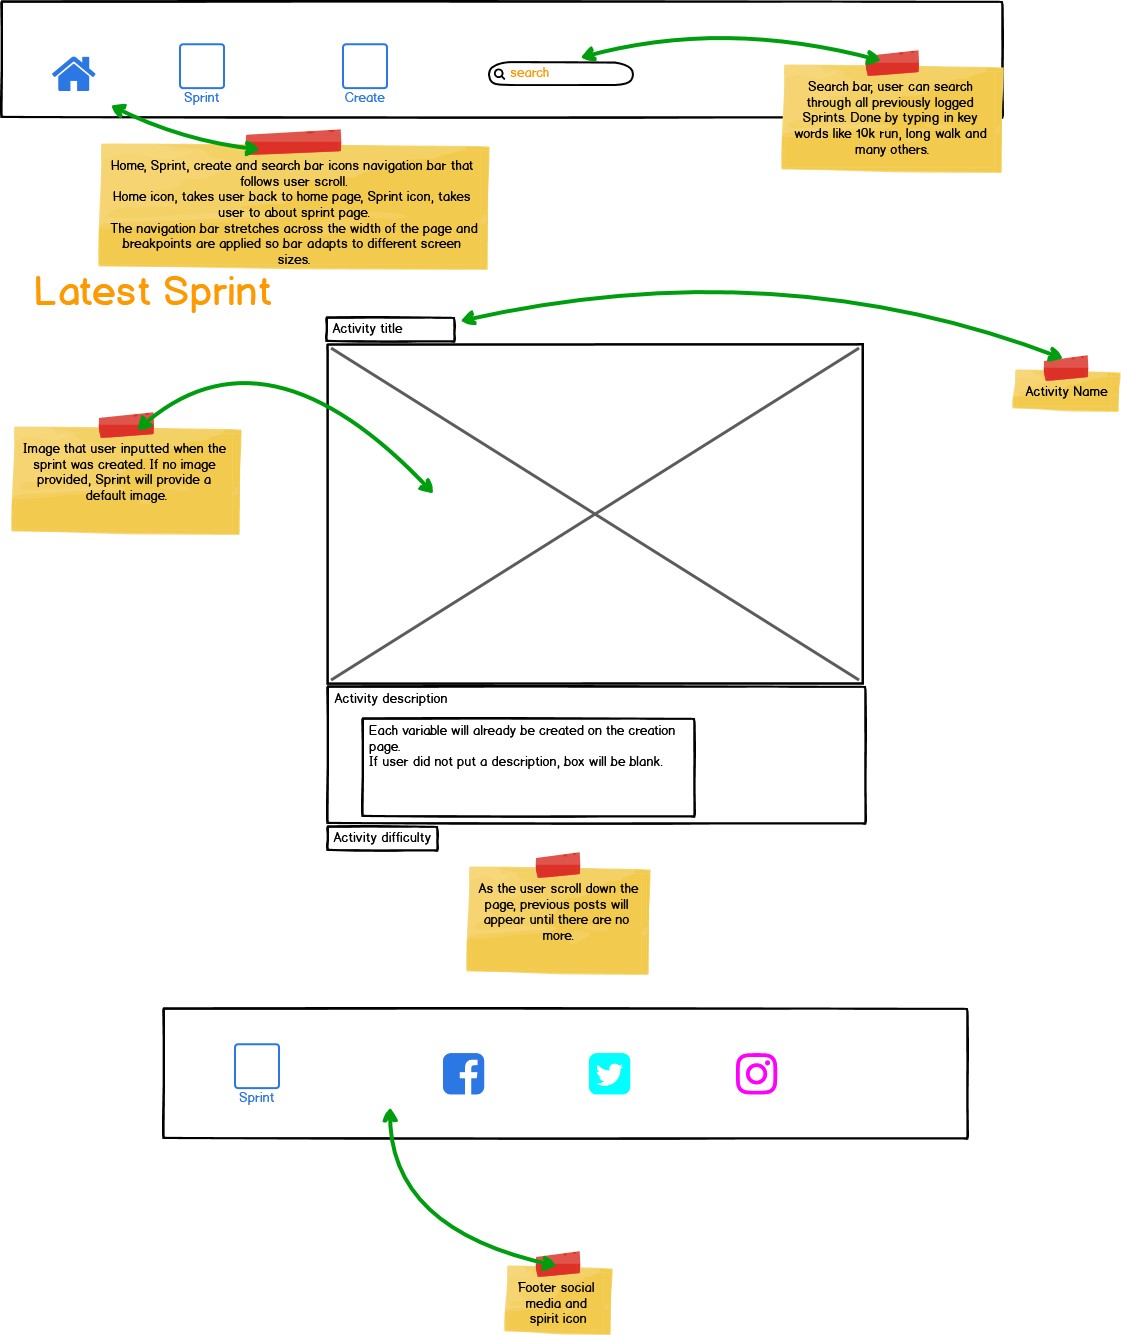 Sprint
Create
search
Search bar, user can search
through all previously logged
Sprints. Done by typing in key
words like 10k run, long walk and
many others.
Home, Sprint, create and search bar icons navigation bar that
follows user scroll.
Home icon, takes user back to home page, Sprint icon, takes
user to about sprint page.
The navigation bar stretches across the width of the page and
breakpoints are applied so bar adapts to different screen
sizes.
Latest Sprint
Activity title
Activity Name
Image that user inputted when the
sprint was created. If no image
provided, Sprint will provide a
default image.
Activity description
Each variable will already be created on the creation
page.
If user did not put a description, box will be blank.
Activity difficulty
As the user scroll down the
page, previous posts will
appear until there are no
more.
Sprint
Footer social
media and
spirit icon